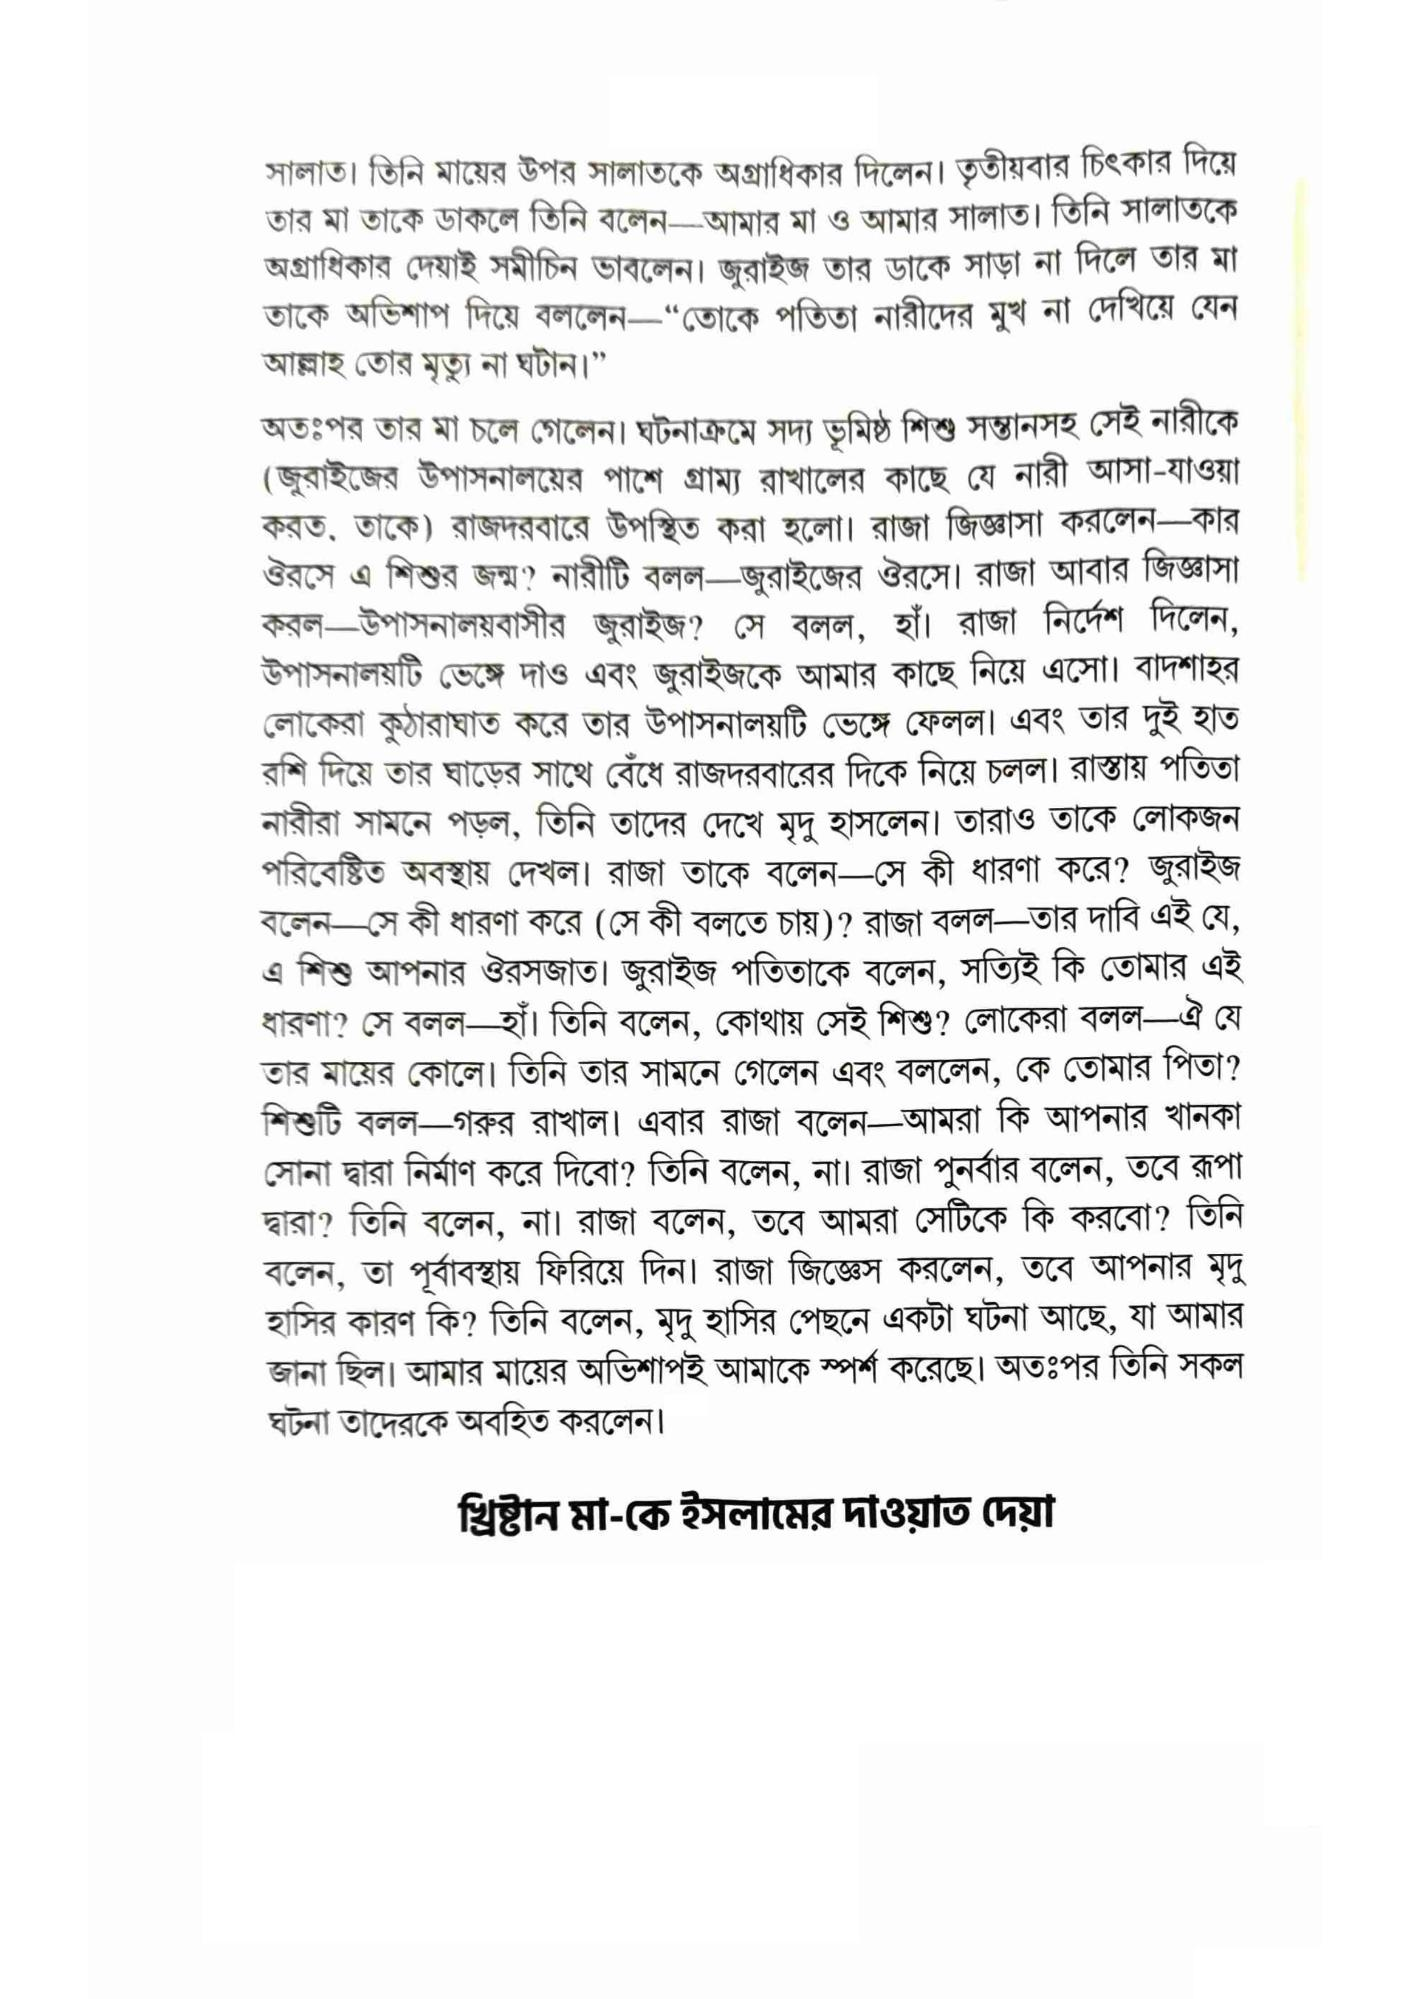 সালাত। তিনি মায়ের উপর সালাতকে অগ্রাধিকার দিলেন। তৃতীয়বার চিৎকার দিয়ে
তার মা তাকে ডাকলে তিনি বলেন—আমার মা ও আমার সালাত। তিনি সালাতকে
অগ্রাধিকার দেয়াই সমীচিন ভাবলেন। জুরাইজ তার ডাকে সাড়া না দিলে তার মা
তাকে অভিশাপ দিয়ে বললেন—“তোকে পতিতা নারীদের মুখ না দেখিয়ে যেন
আল্লাহ তোর মৃত্যু না ঘটান।”
অতঃপর তার মা চলে গেলেন। ঘটনাক্রমে সদ্য ভূমিষ্ঠ শিশু সন্তানসহ সেই নারীকে
(জুরাইজের উপাসনালয়ের পাশে গ্রাম্য রাখালের কাছে যে নারী আসা-যাওয়া
করত. তাকে) রাজদরবারে উপস্থিত করা হলো। রাজা জিজ্ঞাসা করলেন—কার
ঔরসে এ শিশুর জন্ম? নারীটি বলল—জুরাইজের ঔরসে। রাজা আবার জিজ্ঞাসা
করল—উপাসনালয়বাসীর জুরাইজ? সে বলল, হাঁ। রাজা নির্দেশ দিলেন,
উপাসনালয়টি ভেঙ্গে দাও এবং জুরাইজকে আমার কাছে নিয়ে এসো। বাদশাহর
লোকেরা কুঠারাঘাত করে তার উপাসনালয়টি ভেঙ্গে ফেলল। এবং তার দুই হাত
রশি দিয়ে তার ঘাড়ের সাথে বেঁধে রাজদরবারের দিকে নিয়ে চলল। রাস্তায় পতিতা
নারীরা সামনে পড়ল, তিনি তাদের দেখে মৃদু হাসলেন। তারাও তাকে লোকজন
পরিবেষ্টিত অবস্থায় দেখল। রাজা তাকে বলেন—সে কী ধারণা করে? জুরাইজ
বলেন—সে কী ধারণা করে (সে কী বলতে চায়)? রাজা বলল—তার দাবি এই যে,
এ শিশু আপনার ঔরসজাত। জুরাইজ পতিতাকে বলেন, সত্যিই কি তোমার এই
ধারণা? সে বলল—হাঁ। তিনি বলেন, কোথায় সেই শিশু? লোকেরা বলল—ঐ যে
তার মায়ের কোলে। তিনি তার সামনে গেলেন এবং বললেন, কে তোমার পিতা?
শিশুটি বলল—গরুর রাখাল। এবার রাজা বলেন—আমরা কি আপনার খানকা
সোনা দ্বারা নির্মাণ করে দিবো? তিনি বলেন, না। রাজা পুনর্বার বলেন, তবে রূপা
দ্বারা? তিনি বলেন, না। রাজা বলেন, তবে আমরা সেটিকে কি করবো? তিনি
বলেন, তা পূর্বাবস্থায় ফিরিয়ে দিন। রাজা জিজ্ঞেস করলেন, তবে আপনার মৃদু
হাসির কারণ কি? তিনি বলেন, মৃদু হাসির পেছনে একটা ঘটনা আছে, যা আমার
জানা ছিল। আমার মায়ের অভিশাপই আমাকে স্পর্শ করেছে। অতঃপর তিনি সকল
ঘটনা তাদেরকে অবহিত করলেন।
খ্রিষ্টান মা-কে ইসলামের দাওয়াত দেয়া